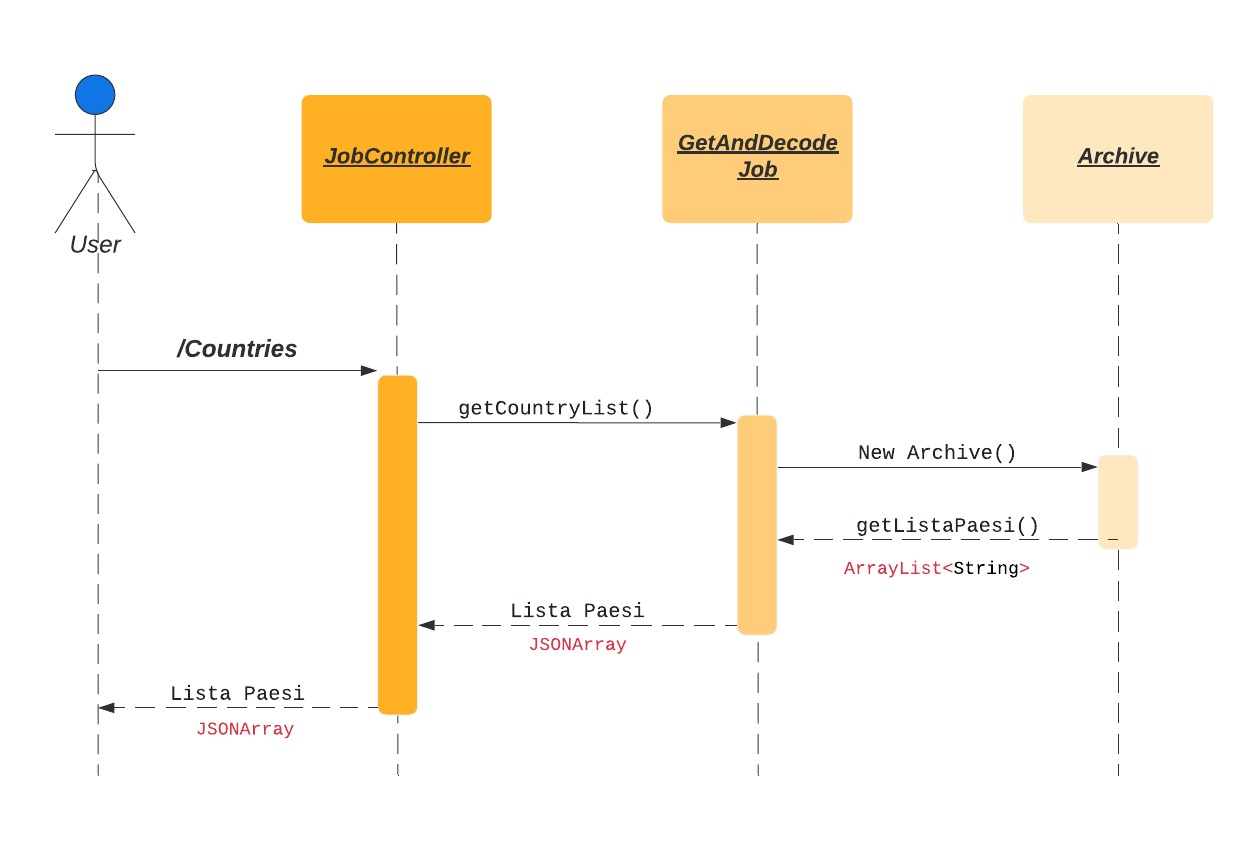 User
JobController
GetAndDecode
Job
Archive
/Countries
getCountryList()
New Archive()
getListaPaesi()
ArrayList<String>
Lista Paesi
JSONArray
Lista Paesi
JSONArray